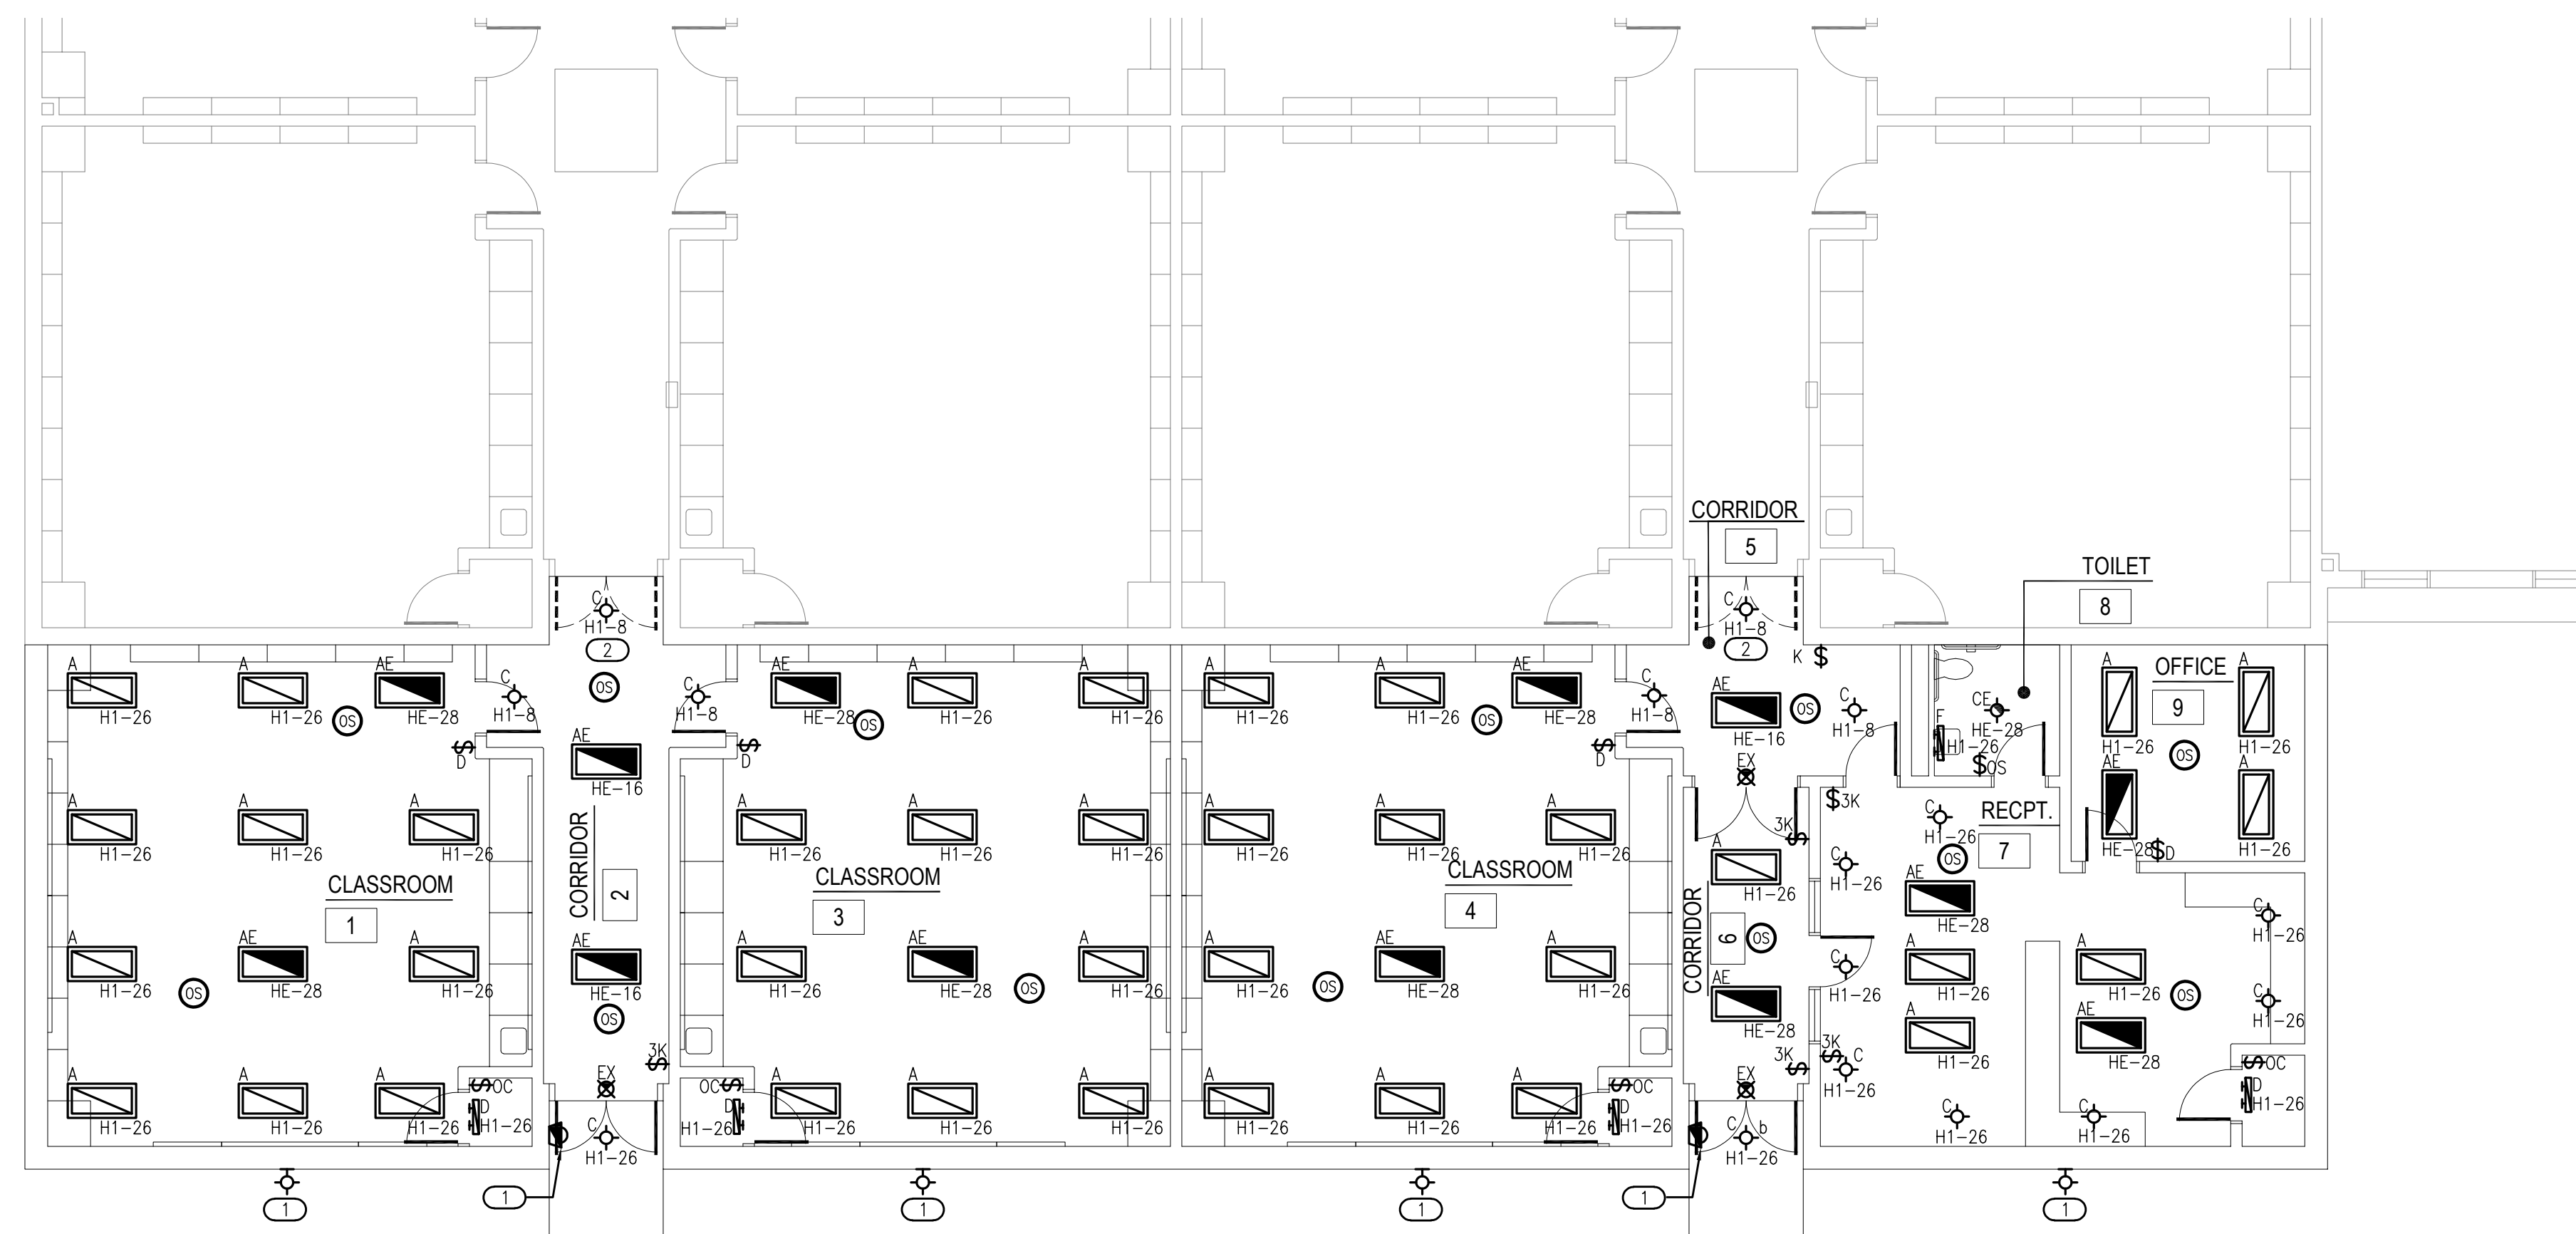 CORRIDOR
5
TOILET
8
C
H1-8
2
C
H1-8
2
K $
A A AE
H1-26 H1-26 HE-28
OS
C
H1-8
OS
C
H1-8
AE A A
HE-28 H1-26 H1-26
OS
A A AE
H1-26 H1-26 HE-28
OS
C
H1-8
AE
HE-16
OS
C
H1-8
CE
HE-28
F
H1-26
$OS
A OFFICE A
9
H1-26 H1-26
OS
$
D
AE
HE-16
$
D
$
D
EX
$3K
3K
$
A A A
H1-26 H1-26 H1-26
A A A
H1-26 H1-26 H1-26
A A A
H1-26 H1-26 H1-26
A
H1-26
C
H1-26
RECPT.
7
OS
C
H1-26
AE A
HE-28 $D H1-26
CLASSROOM
1
CORRIDOR
2
CLASSROOM
3
CLASSROOM
4
CORRIDOR
6
OS
AE
HE-28
C
H1-26
A AE A
H1-26 HE-28 H1-26
OS
AE
HE-16
OS
A AE A
H1-26 HE-28 H1-26
OS
A AE A
H1-26 HE-28 H1-26
OS
AE
HE-28
C
H1-26
A A
H1-26 H1-26
OS
C
H1-26
A AE
H1-26 HE-28
3K
$
3K
$
3K
$
C
H1-26
EX
EX
A A A
H1-26 H1-26 H1-26
$OC
D
H1-26
C
H1-26
OC$
D
H1-26
A A A
H1-26 H1-26 H1-26
A A A
H1-26 H1-26 H1-26
$OC
D
H1-26
C b
H1-26
C
H1-26
C
H1-26
$OC
D
H1-26
1
1
1
1
1
1